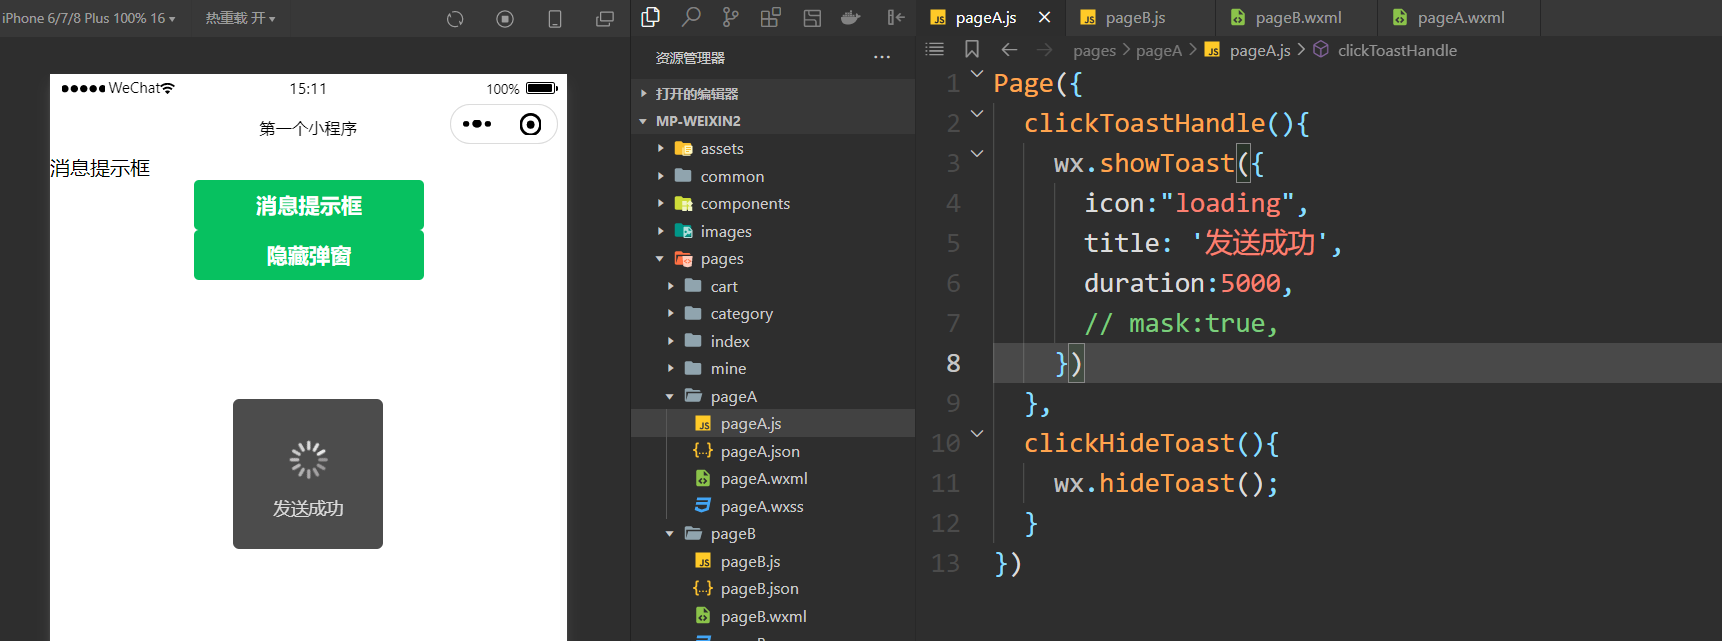 iPhone 6/7/8 Plus 100% 16
热重载 开
WeChat
15:11
100%
第一个小程序
消息提示框
消息提示框
隐藏弹窗
发送成功
资源管理器
打开的编辑器
MP-WEIXIN2
assets
common
components
images
pages
cart
category
index
mine
pageA
pageA.js
pageA.json
pageA.wxml
pageA.wxss
pageB
pageB.js
pageB.json
pageB.wxml
pageA.js pageB.js pageB.wxml pageA.wxml
pages > pageA > pageA.js > clickToastHandle
1 Page({
2 clickToastHandle(){
3 wx.showToast({
4 icon:"loading",
5 title: '发送成功',
6 duration:5000,
7 // mask:true,
8 })
9 },
10 clickHideToast(){
11 wx.hideToast();
12 }
13 })